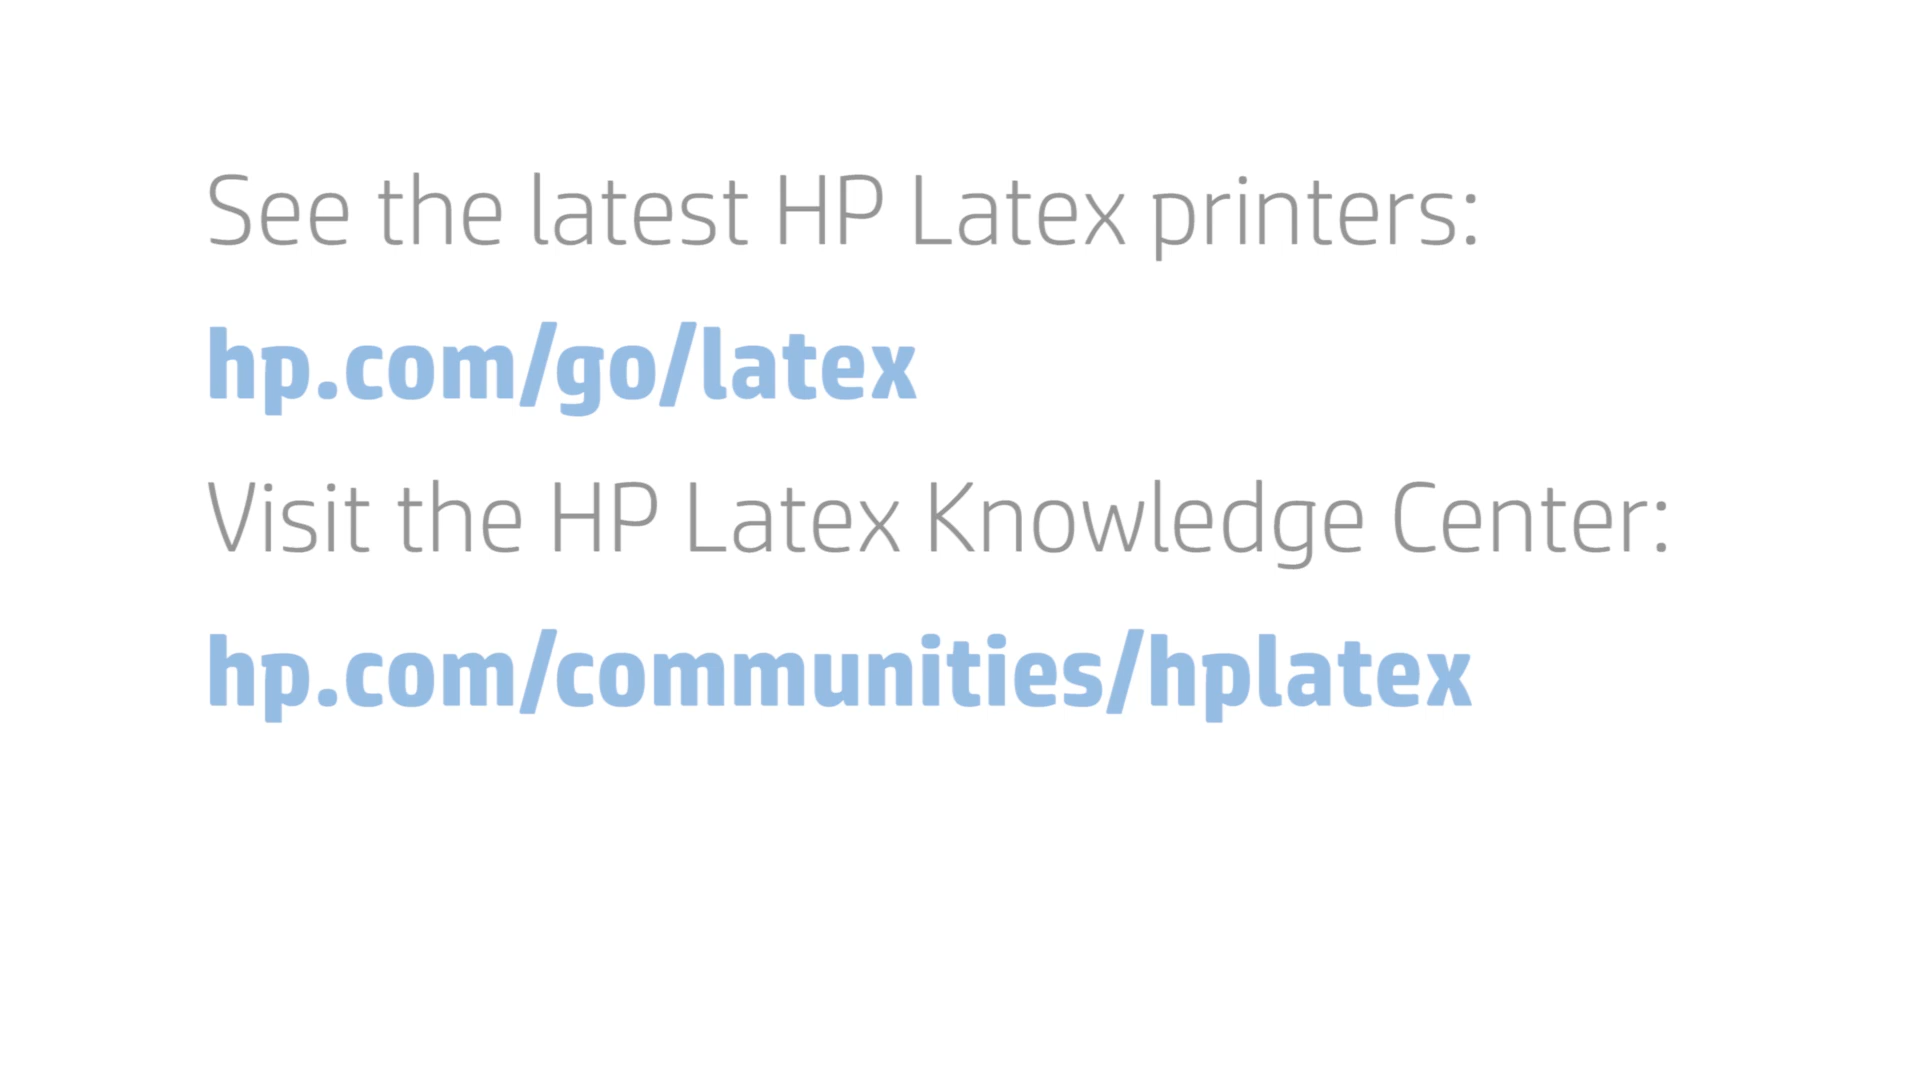 See the latest HP Latex printers:
hp.com/go/latex
Visit the HP Latex Knowledge Center:
hp.com/communities/hplatex